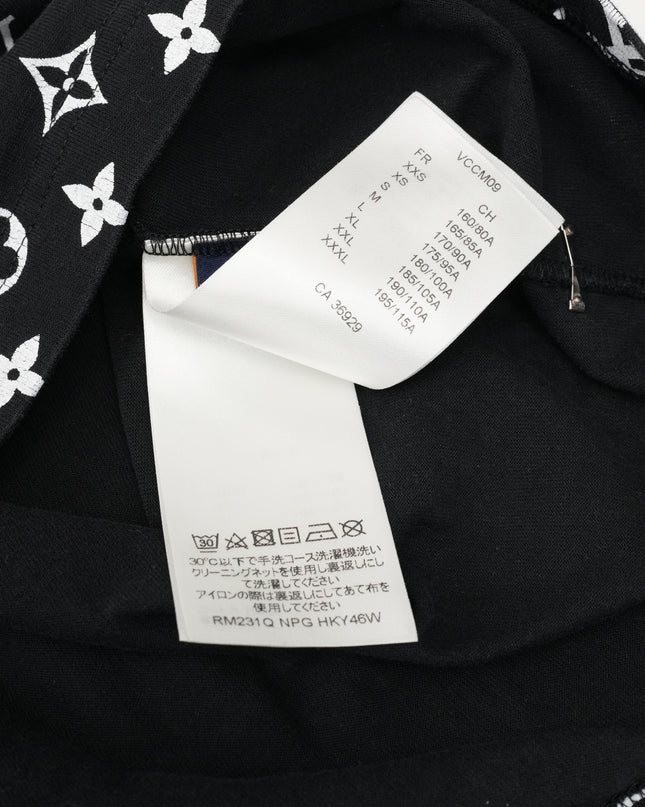 VCCM09
FR CH
XXS 160/80A
XS 165/85A
S 170/90A
M 175/95A
L 180/100A
XL 185/105A
XXL 190/110A
XXXL 195/115A
CA 36929
30
30°C以下で手洗コース洗濯機洗い
クリーニングネットを使用し裏返しにし
て洗濯してください
アイロンの際は裏返しにしてあて布を
使用してください
RM231Q NPG HKY46W